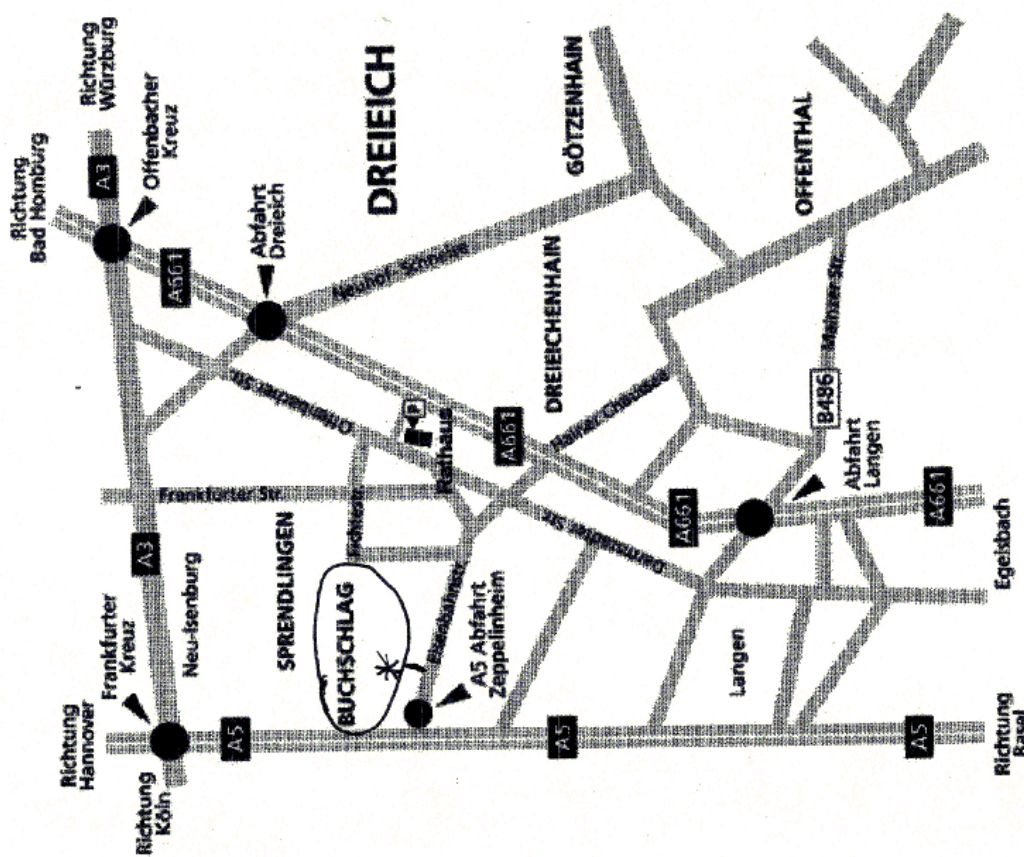 Richtung
Köln
Richtung
Hannover
Frankfurter
Kreuz
A5
Neu-Isenburg
A3
Richtung
Bad Homburg
A3
Richtung
Würzburg
Offenbacher
Kreuz
A661
Abfahrt
Dreieich
DREIEICH
Frankfurter Str.
SPRENDLINGEN
BUCHSCHLAG
*
A5 Abfahrt
Zeppelinheim
Rathaus
P
A661
DREIEICHENHAIN
GÖTZENHAIN
OFFENTHAL
Mainzer Str.
B486
Abfahrt
Langen
A661
A661
Darmstädter Str.
A5
Langen
A5
Egelsbach
Richtung
Basel